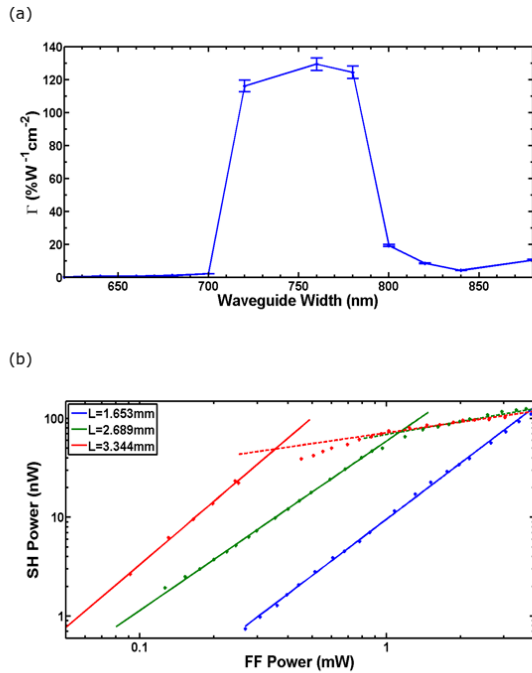 (a)
140
120
100
80
60
40
20
0
Γ (%W⁻¹cm⁻²)
650 700 750 800 850
Waveguide Width (nm)
(b)
L=1.653mm
L=2.689mm
L=3.344mm
100
10
1
SH Power (nW)
0.1 1
FF Power (mW)